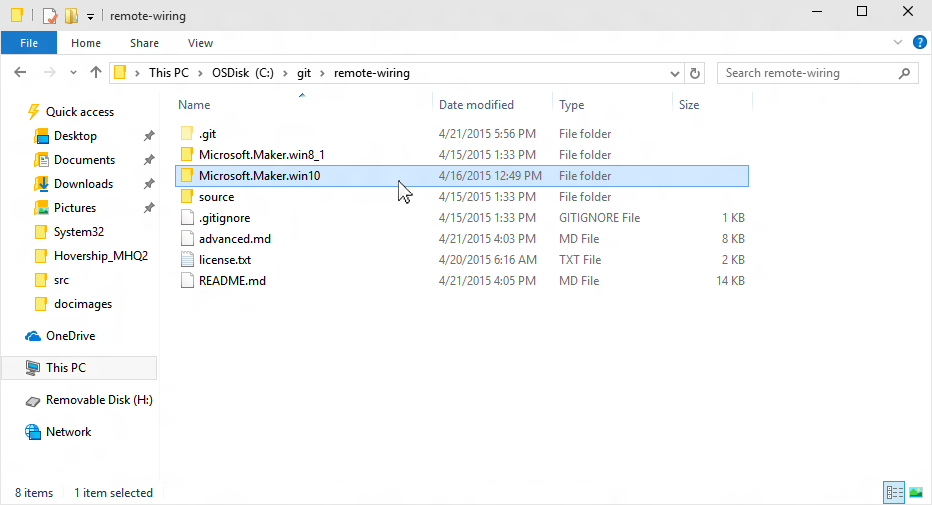 remote-wiring
File Home Share View
This PC OSDisk (C:) git remote-wiring Search remote-wiring
Name Date modified Type Size
Quick access
Desktop
Documents
Downloads
Pictures
System32
Hovership_MHQ2
src
docimages
OneDrive
This PC
Removable Disk (H:)
Network
.git 4/21/2015 5:56 PM File folder
Microsoft.Maker.win8_1 4/15/2015 1:33 PM File folder
Microsoft.Maker.win10 4/16/2015 12:49 PM File folder
source 4/15/2015 1:33 PM File folder
.gitignore 4/15/2015 1:33 PM GITIGNORE File 1 KB
advanced.md 4/21/2015 4:03 PM MD File 8 KB
license.txt 4/20/2015 6:16 AM TXT File 2 KB
README.md 4/21/2015 4:05 PM MD File 14 KB
8 items 1 item selected